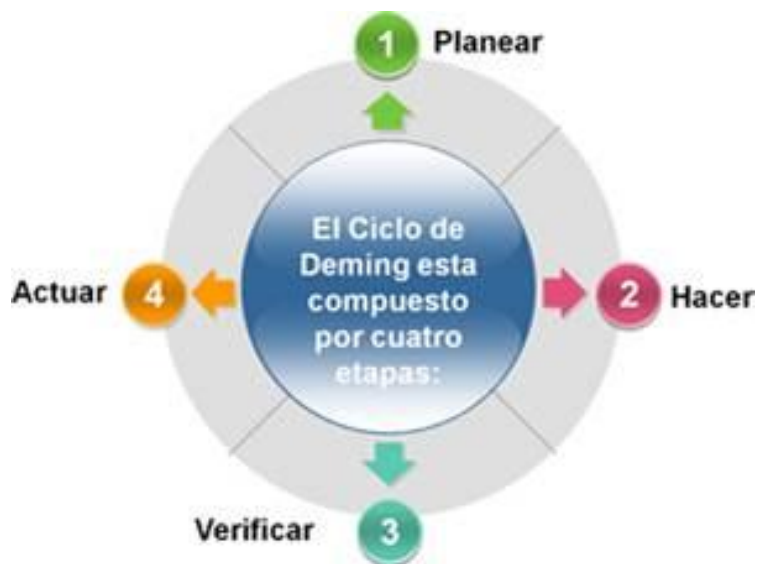 1 Planear
El Ciclo de
Deming esta
compuesto
por cuatro
etapas:
Actuar 4
2 Hacer
Verificar 3